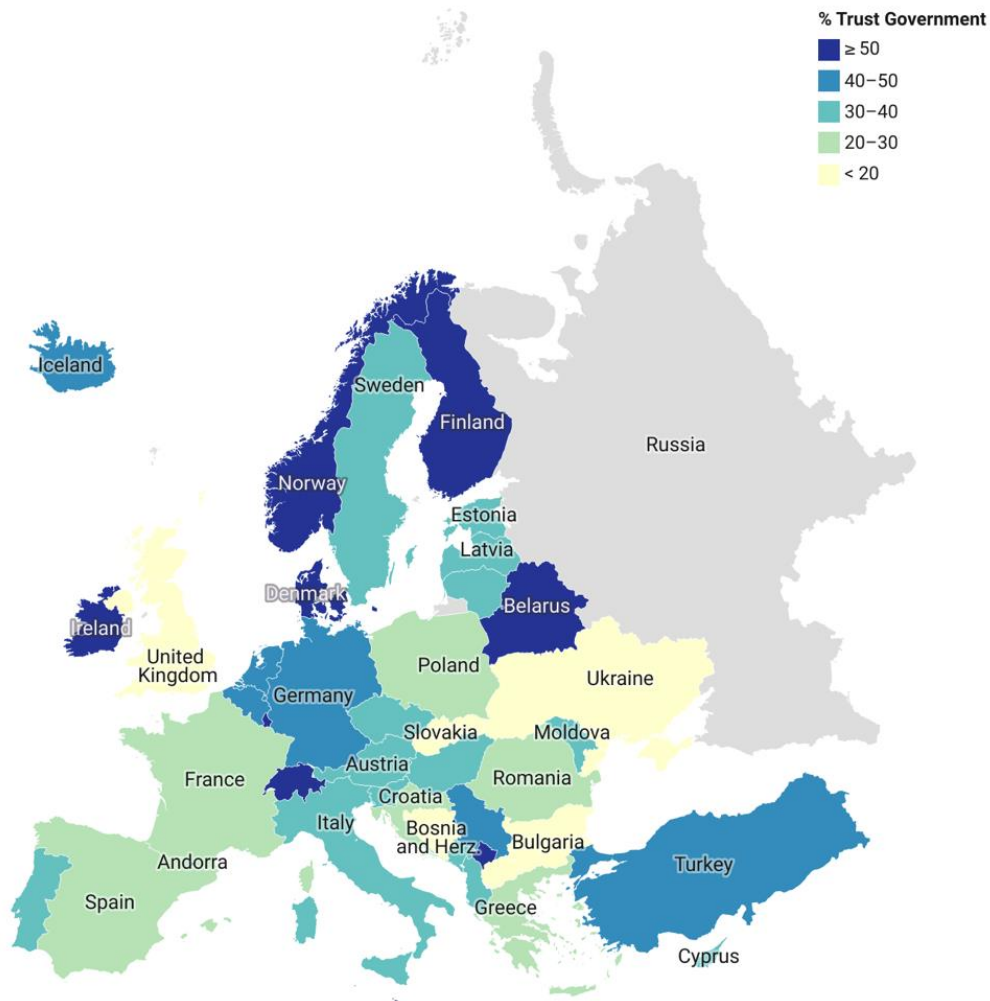 % Trust Government
≥ 50
40–50
30–40
20–30
< 20
Iceland
Sweden
Finland
Norway
Russia
Estonia
Latvia
Denmark
Belarus
Ireland
United
Kingdom
Poland
Ukraine
Germany
Slovakia
Moldova
Austria
France
Romania
Croatia
Italy
Bosnia
and Herz.
Bulgaria
Andorra
Turkey
Spain
Greece
Cyprus